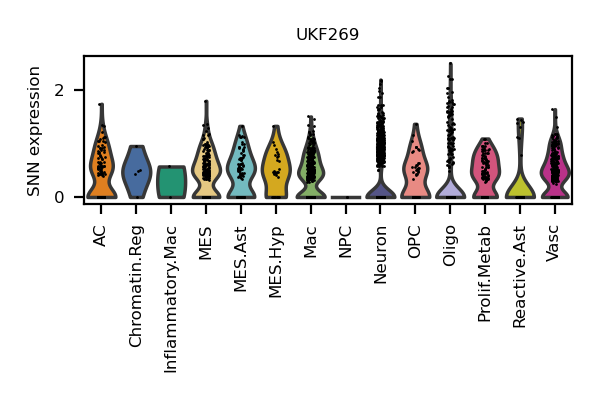 UKF269
SNN expression
2
0
AC
Chromatin.Reg
Inflammatory.Mac
MES
MES.Ast
MES.Hyp
Mac
NPC
Neuron
OPC
Oligo
Prolif.Metab
Reactive.Ast
Vasc